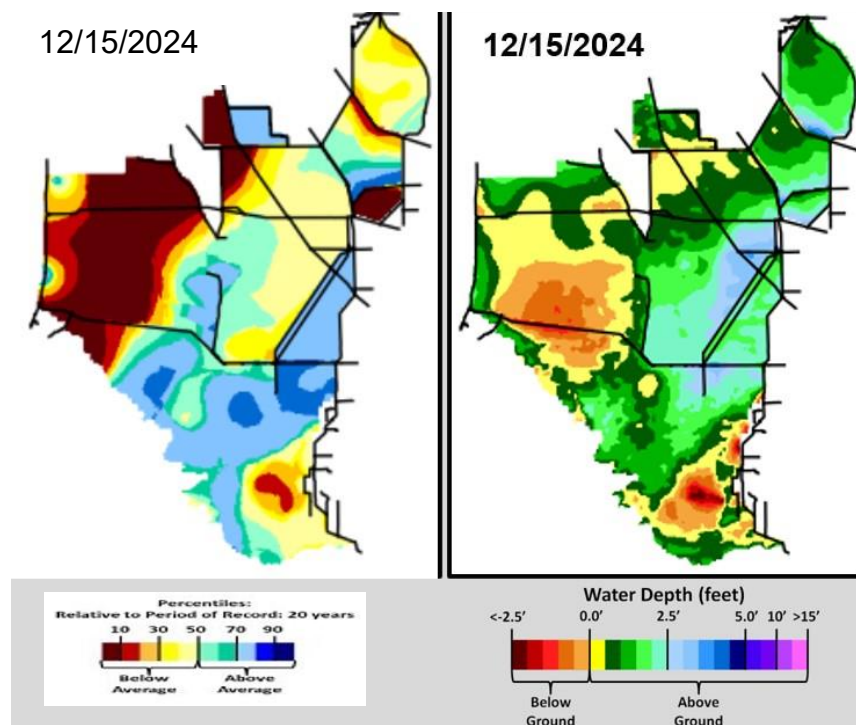 12/15/2024
12/15/2024
Percentiles:
Relative to Period of Record: 20 years
10 30 50 70 90
Below Average
Above Average
Water Depth (feet)
<-2.5’ 0.0’ 2.5’ 5.0’ 10’ >15’
Below Ground
Above Ground